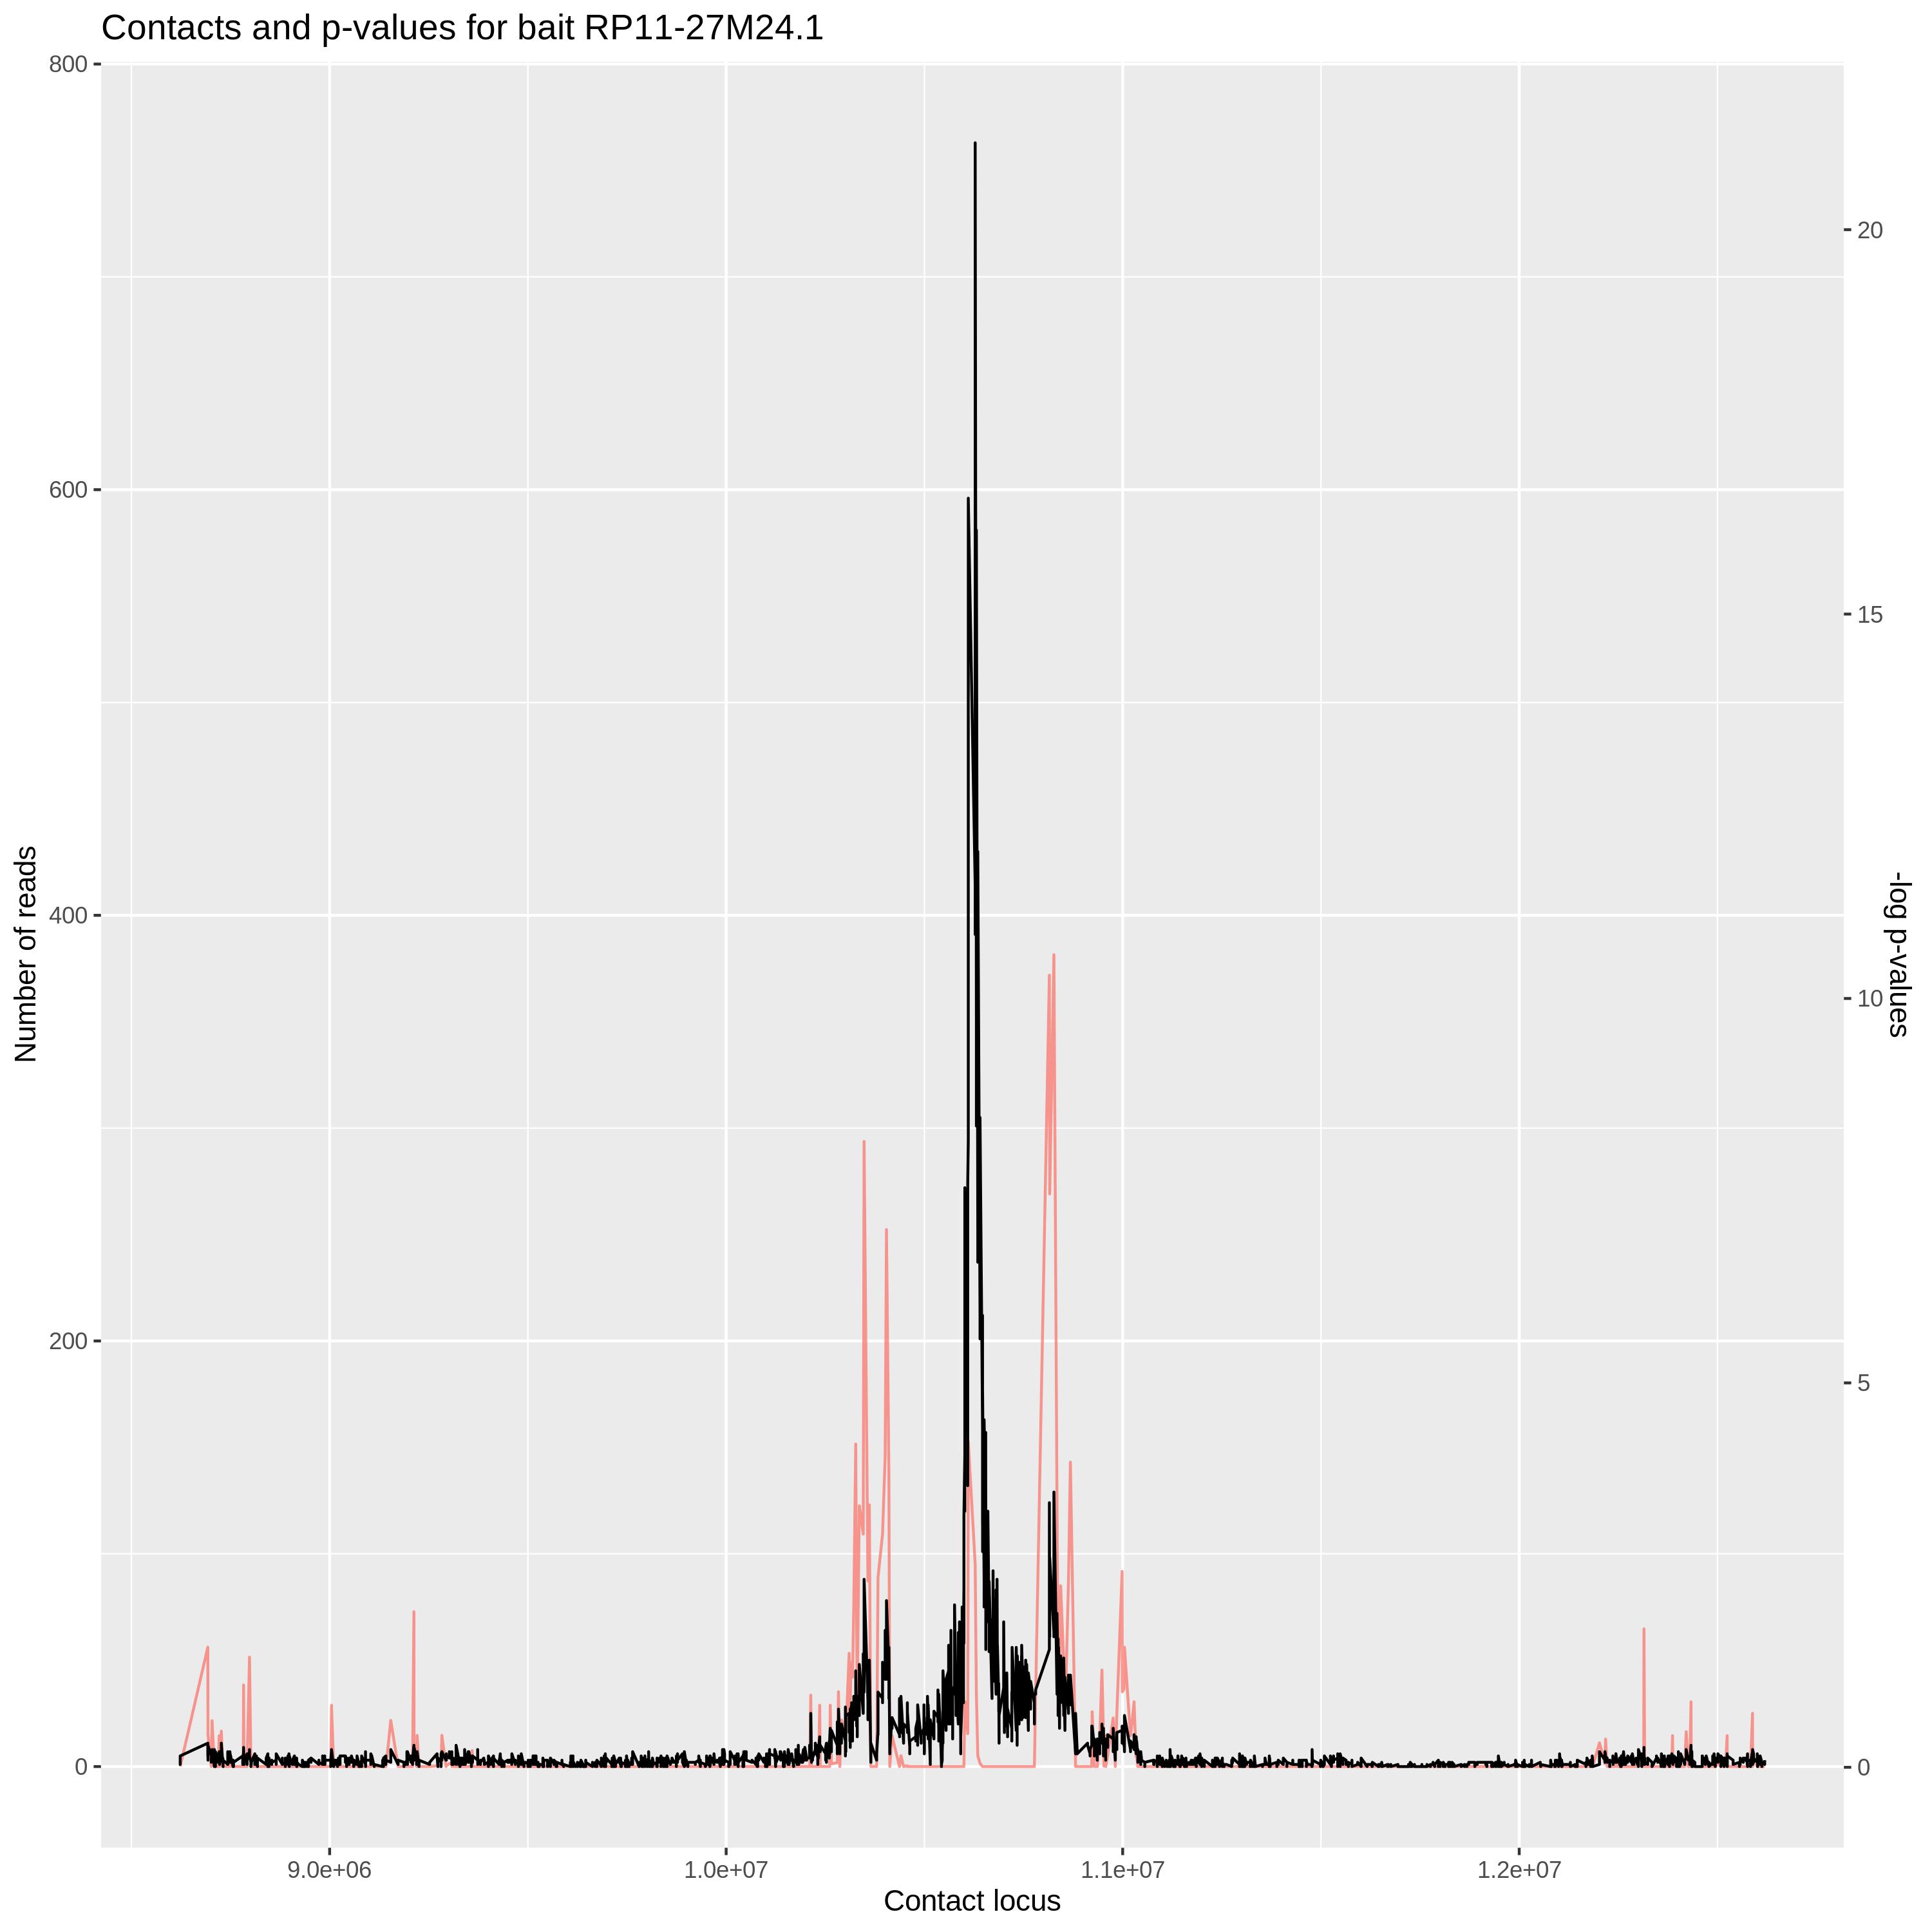 Contacts and p-values for bait RP11-27M24.1
800
600
400
200
0
Number of reads
20
15
10
5
0
-log p-values
9.0e+06
1.0e+07
1.1e+07
1.2e+07
Contact locus